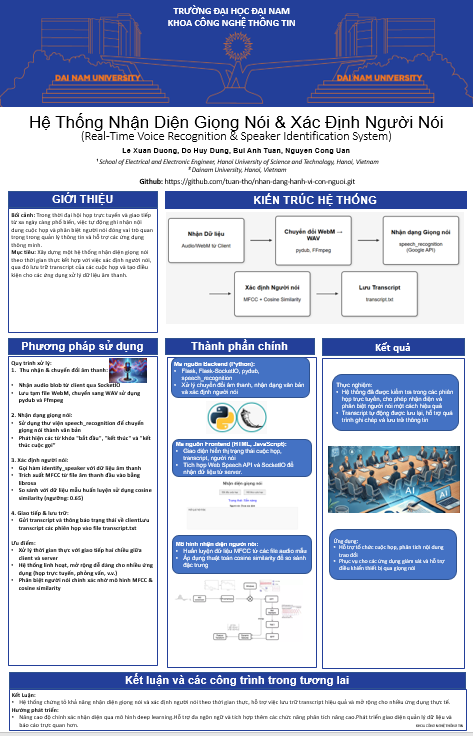 TRƯỜNG ĐẠI HỌC ĐẠI NAM
KHOA CÔNG NGHỆ THÔNG TIN
DAI NAM UNIVERSITY
DAI NAM UNIVERSITY
Hệ Thống Nhận Diện Giọng Nói & Xác Định Người Nói
(Real-Time Voice Recognition & Speaker Identification System)
Le Xuan Duong, Do Huy Dung, Bui Anh Tuan, Nguyen Cong Uan
¹ School of Electrical and Electronic Engineer, Hanoi University of Science and Technology, Hanoi, Vietnam
² Dainam University, Hanoi, Vietnam
Github: https://github.com/tuan-tho/nhan-dang-hanh-vi-con-nguoi.git
GIỚI THIỆU
Bối cảnh: Trong thời đại hội họp trực tuyến và giao tiếp
từ xa ngày càng phổ biến, việc tự động ghi nhận nội
dung cuộc họp và phân biệt người nói đóng vai trò quan
trọng trong quản lý thông tin và hỗ trợ các ứng dụng
thông minh.
Mục tiêu: Xây dựng một hệ thống nhận diện giọng nói
theo thời gian thực kết hợp với việc xác định người nói,
qua đó lưu trữ transcript của các cuộc họp và tạo điều
kiện cho các ứng dụng xử lý dữ liệu âm thanh.
KIẾN TRÚC HỆ THỐNG
Nhận Dữ liệu
Audio/WebM từ Client
Chuyển đổi WebM →
WAV
pydub, FFmpeg
Nhận dạng Giọng nói
speech_recognition
(Google API)
Xác định Người nói
MFCC + Cosine Similarity
Lưu Transcript
transcript.txt
Phương pháp sử dụng
Quy trình xử lý:
1. Thu nhận & chuyển đổi âm thanh:
• Nhận audio blob từ client qua SocketIO
• Lưu tạm file WebM, chuyển sang WAV sử dụng
pydub và FFmpeg
2. Nhận dạng giọng nói:
• Sử dụng thư viện speech_recognition để chuyển
giọng nói thành văn bản
• Phát hiện các từ khóa "bắt đầu", "kết thúc" và "kết
thúc cuộc gọi"
3. Xác định người nói:
• Gọi hàm identify_speaker với dữ liệu âm thanh
• Trích xuất MFCC từ file âm thanh đầu vào bằng
librosa
• So sánh với dữ liệu mẫu huấn luyện sử dụng cosine
similarity (ngưỡng: 0.65)
4. Giao tiếp & lưu trữ:
• Gửi transcript và thông báo trạng thái về clientLưu
transcript các phiên họp vào file transcript.txt
Ưu điểm:
• Xử lý thời gian thực với giao tiếp hai chiều giữa
client và server
• Hệ thống linh hoạt, mở rộng dễ dàng cho nhiều ứng
dụng (họp trực tuyến, phỏng vấn, v.v.)
• Phân biệt người nói chính xác nhờ mô hình MFCC &
cosine similarity
Thành phần chính
Mã nguồn Backend (Python):
• Flask, Flask-SocketIO, pydub,
speech_recognition
• Xử lý chuyển đổi âm thanh, nhận dạng văn bản
và xác định người nói
Mã nguồn Frontend (HTML, JavaScript):
• Giao diện hiển thị trạng thái cuộc họp,
transcript, người nói
• Tích hợp Web Speech API và SocketIO để
nhận dữ liệu từ server.
Nhận diện giọng nói
Mô hình nhận diện người nói:
• Huấn luyện dữ liệu MFCC từ các file audio mẫu
• Áp dụng thuật toán cosine similarity để so sánh
đặc trưng
Kết quả
Thực nghiệm:
• Hệ thống đã được kiểm tra trong các phiên
họp trực tuyến, cho phép nhận diện và
phân biệt người nói một cách hiệu quả
• Transcript tự động được lưu lại, hỗ trợ quá
trình ghi chép và lưu trữ thông tin
AI
AI
Ứng dụng:
• Hỗ trợ tổ chức cuộc họp, phân tích nội dung
trao đổi
• Phục vụ cho các ứng dụng giám sát và hỗ trợ
điều khiển thiết bị qua giọng nói
Kết luận và các công trình trong tương lai
Kết Luận:
• Hệ thống chứng tỏ khả năng nhận diện giọng nói và xác định người nói theo thời gian thực, hỗ trợ việc lưu trữ transcript hiệu quả và mở rộng cho nhiều ứng dụng thực tế.
Hướng phát triển:
• Nâng cao độ chính xác nhận diện qua mô hình deep learning.Hỗ trợ đa ngôn ngữ và tích hợp thêm các chức năng phân tích nâng cao.Phát triển giao diện quản lý dữ liệu và
báo cáo trực quan hơn.